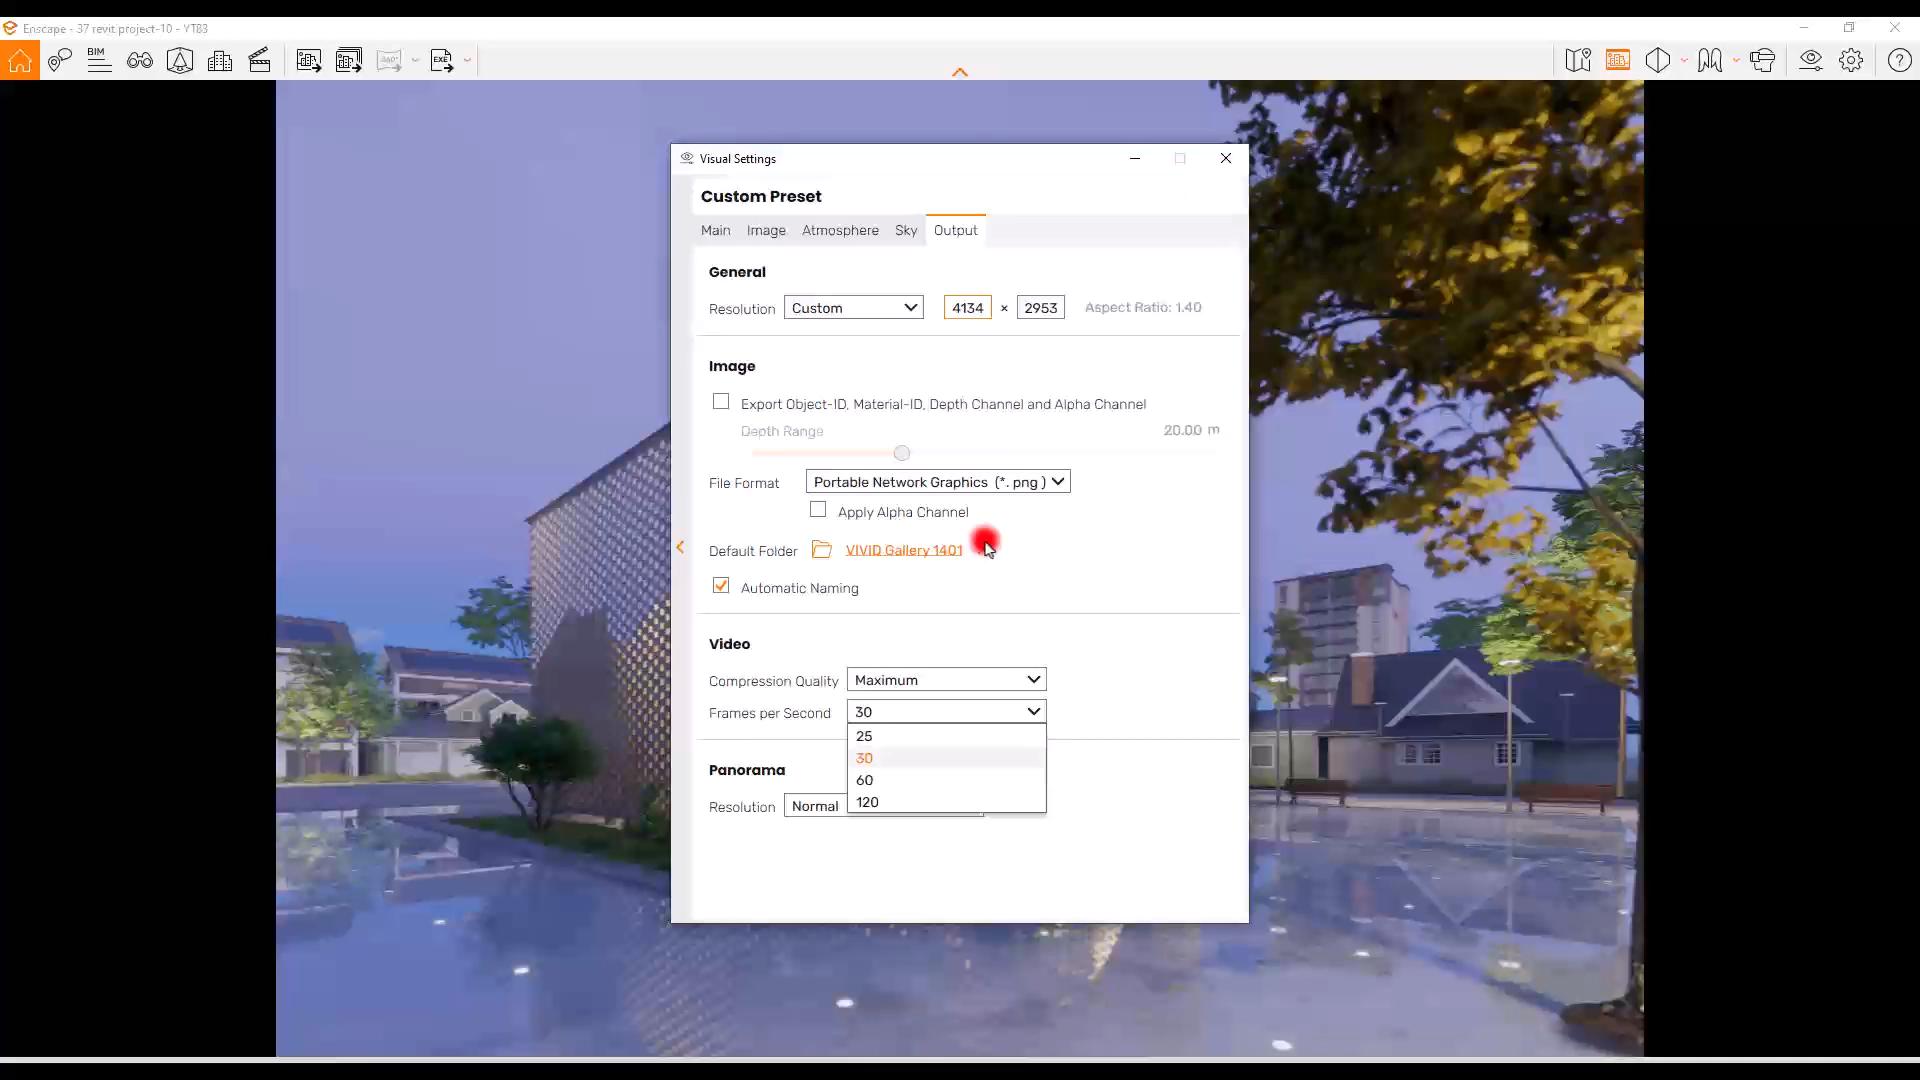 Enscape - 37 revit project-10 - YT83
BIM
360°
EXE
?
Visual Settings
Custom Preset
Main Image Atmosphere Sky Output
General
Resolution Custom 4134 × 2953 Aspect Ratio: 1.40
Image
Export Object-ID, Material-ID, Depth Channel and Alpha Channel
Depth Range 20.00 m
File Format Portable Network Graphics (*. png )
Apply Alpha Channel
Default Folder VIVID Gallery 1401
Automatic Naming
Video
Compression Quality Maximum
Frames per Second 30
25
30
60
120
Panorama
Resolution Normal